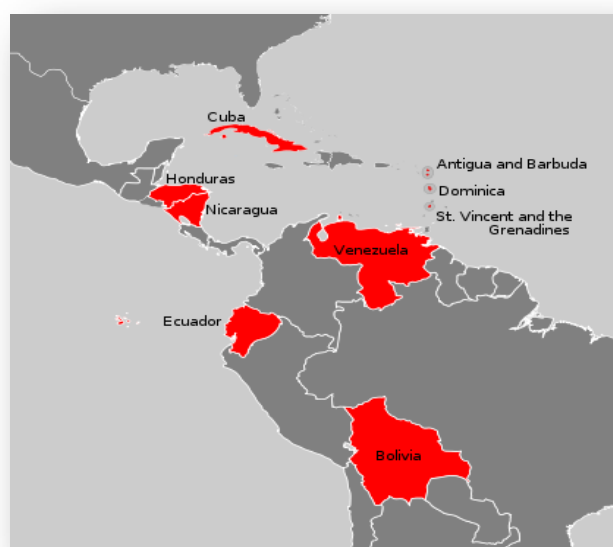 Cuba
Antigua and Barbuda
Honduras
Dominica
Nicaragua
St. Vincent and the
Grenadines
Venezuela
Ecuador
Bolivia